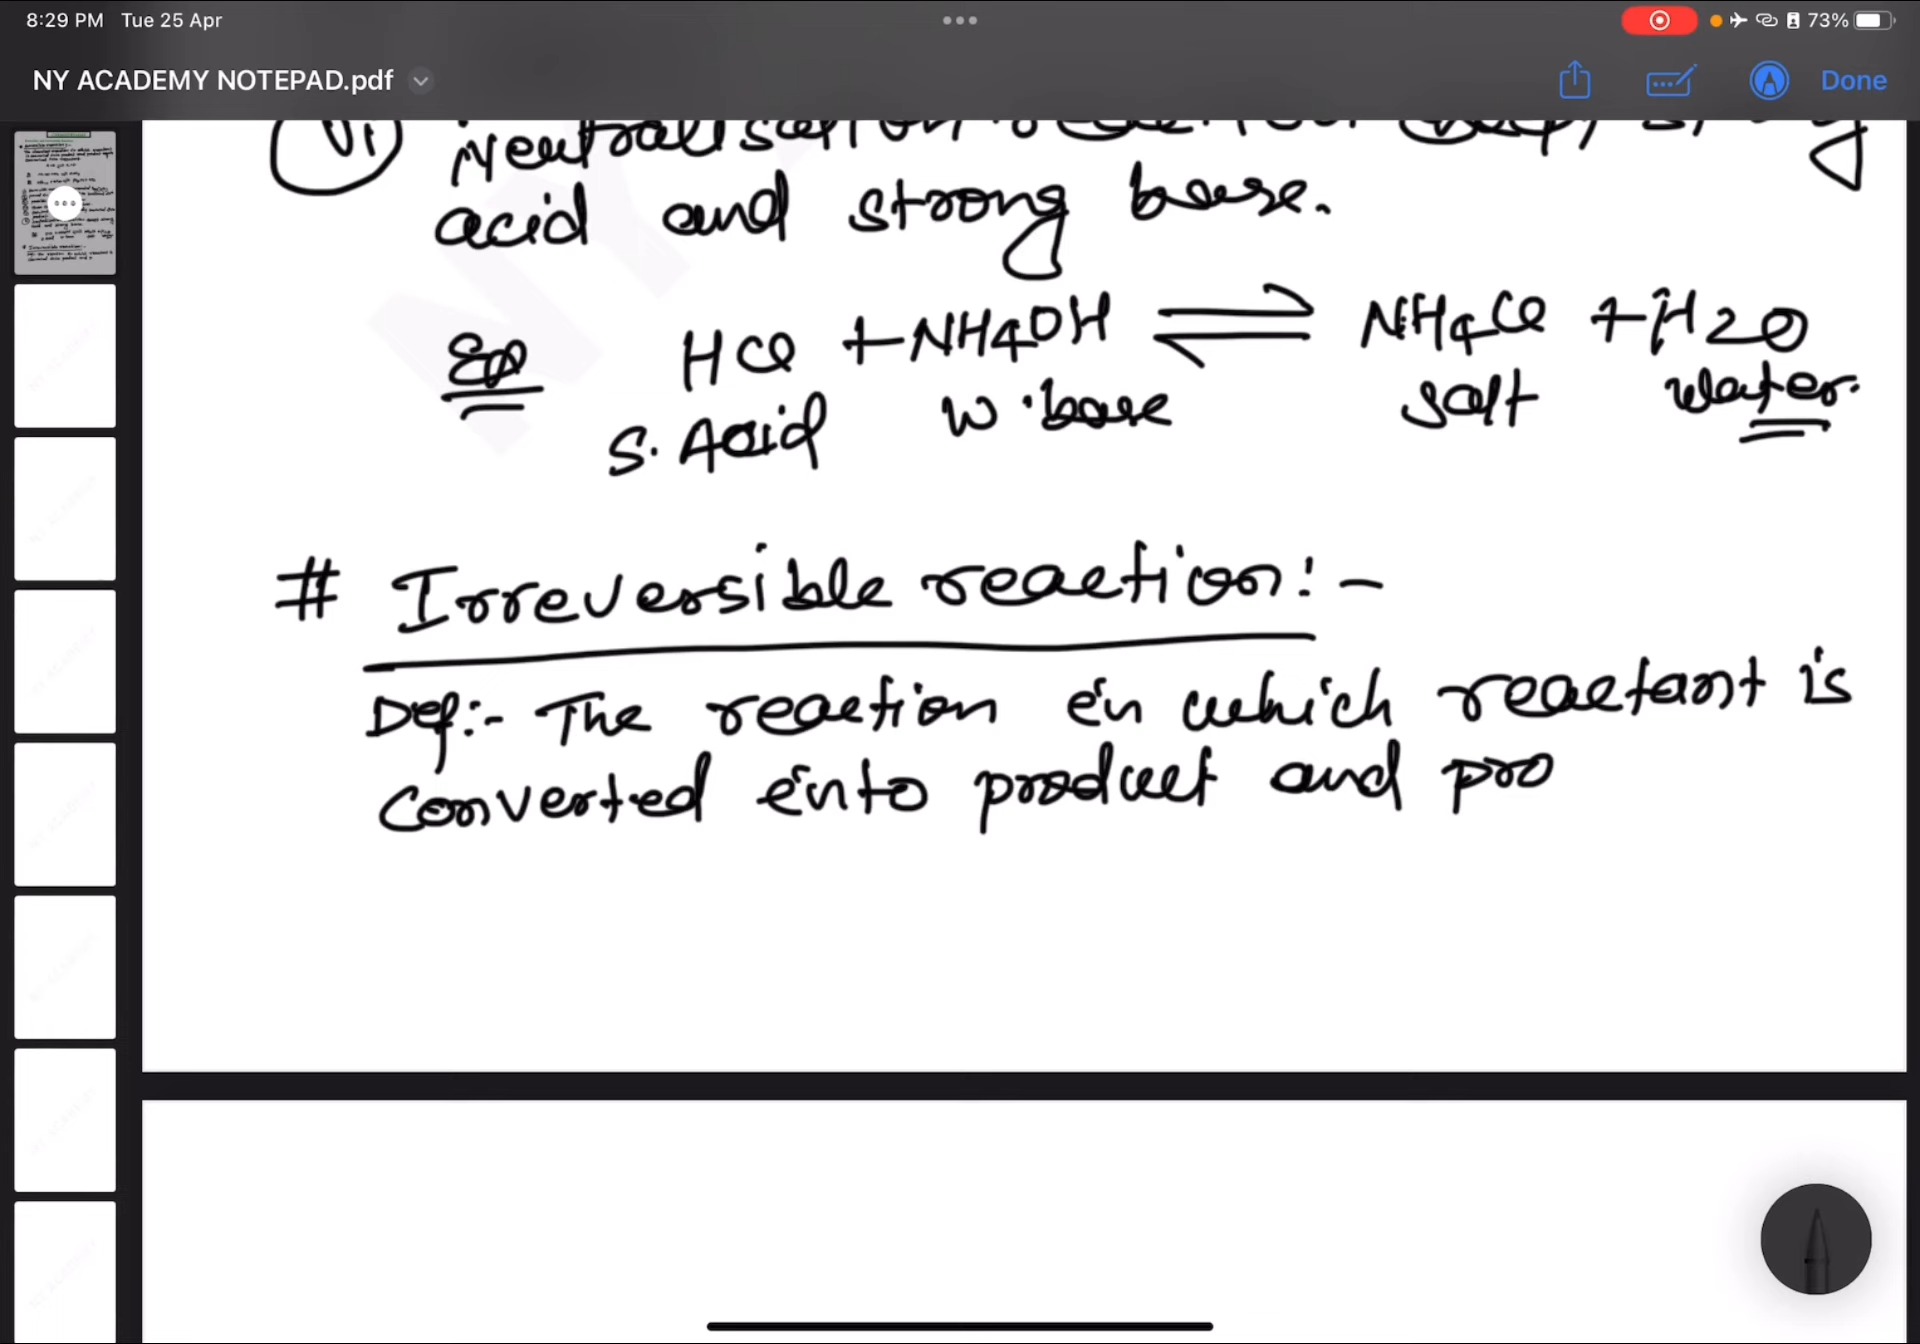 8:29 PM Tue 25 Apr
73%
NY ACADEMY NOTEPAD.pdf
Done
VI Neutralisation
acid and strong base.
Eg HCl + NH4OH ⇌ NH4Cl + H2O
S. Acid W. base salt water.
# Irreversible reaction:-
Def:- The reaction in which reactant is
converted into product and pro